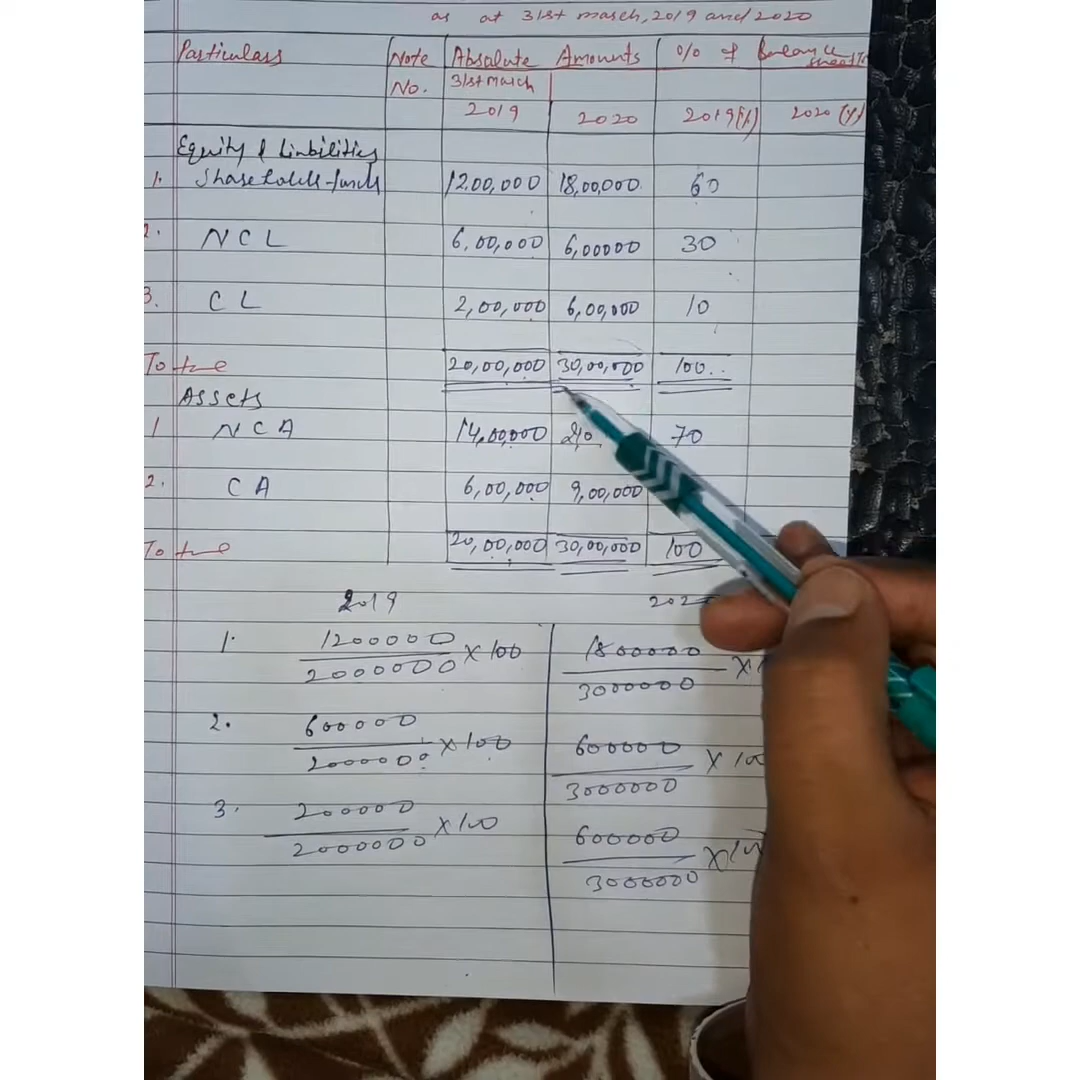 as at 31st march, 2019 and 2020
Particulars Note Absolute Amounts % of Balance
No. 31st march
2019 2020 2019 (%) 2020 (%)
Equity & Liabilities
1. Share holders funds 12,00,000 18,00,000 60
2. NCL 6,00,000 6,00000 30
3. CL 2,00,000 6,00,000 10
Total 20,00,000 30,00,000 100..
Assets
1 NCA 14,00,000 70
2. CA 6,00,000 9,00,000
Total 20,00,000 30,00,000 100
2019
1. 1200000 / 2000000 × 100 1800000 / 3000000 ×
2. 600000 / 2000000 × 100 600000 / 3000000 × 100
3. 200000 / 2000000 × 100 600000 / 3000000 ×